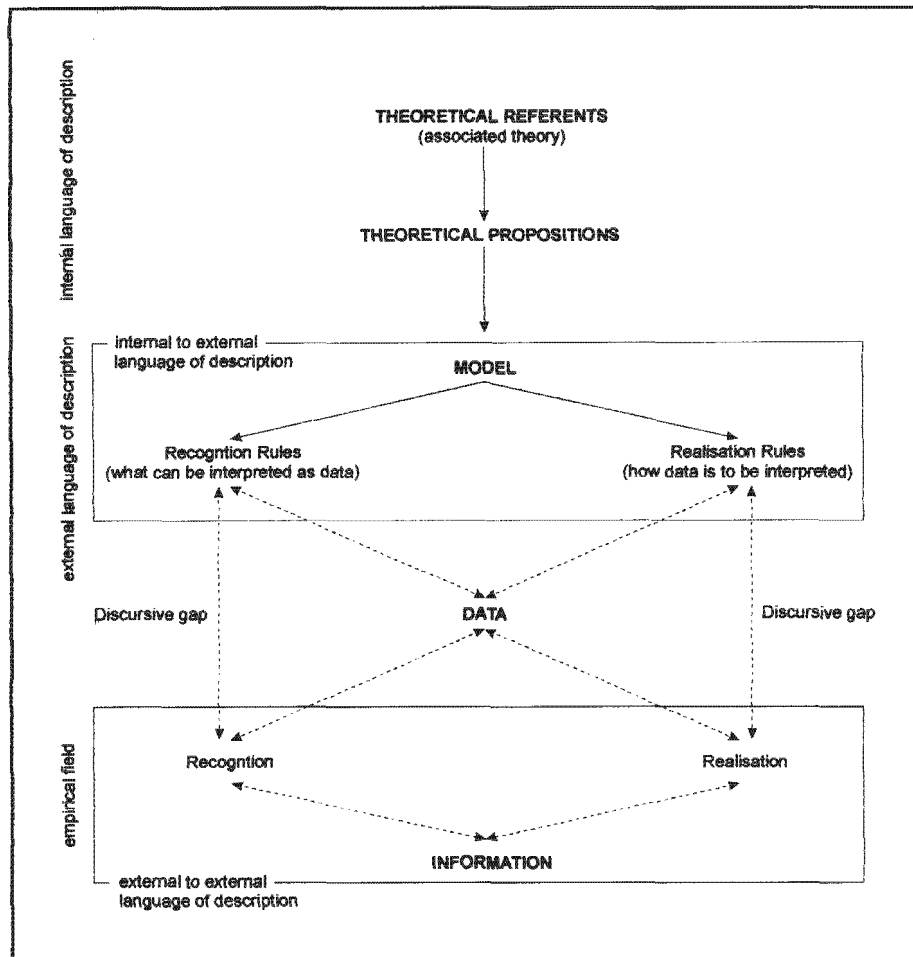 internal language of description
THEORETICAL REFERENTS
(associated theory)
THEORETICAL PROPOSITIONS
external language of description
internal to external
language of description
MODEL
Recogntion Rules
(what can be interpreted as data)
Realisation Rules
(how data is to be interpreted)
Discursive gap
DATA
Discursive gap
empirical field
Recogntion
Realisation
INFORMATION
external to external
language of description